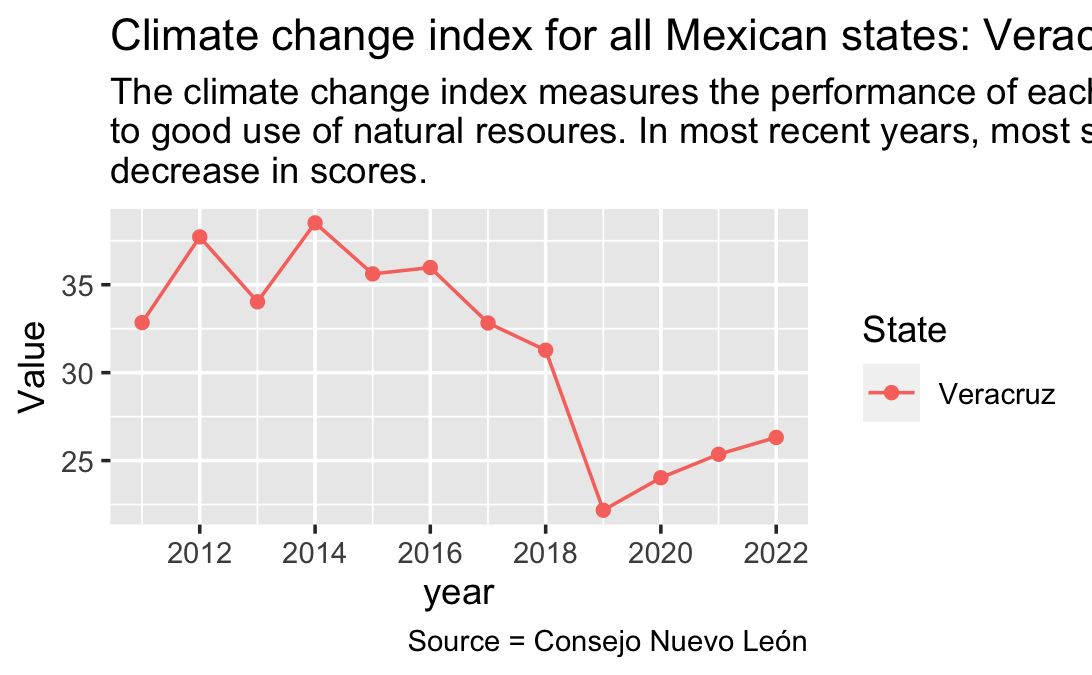 Climate change index for all Mexican states:
The climate change index measures the performance of each
to good use of natural resoures. In most recent years, most
decrease in scores.
35
30
25
Value
2012 2014 2016 2018 2020 2022
year
State
Veracruz
Source = Consejo Nuevo León